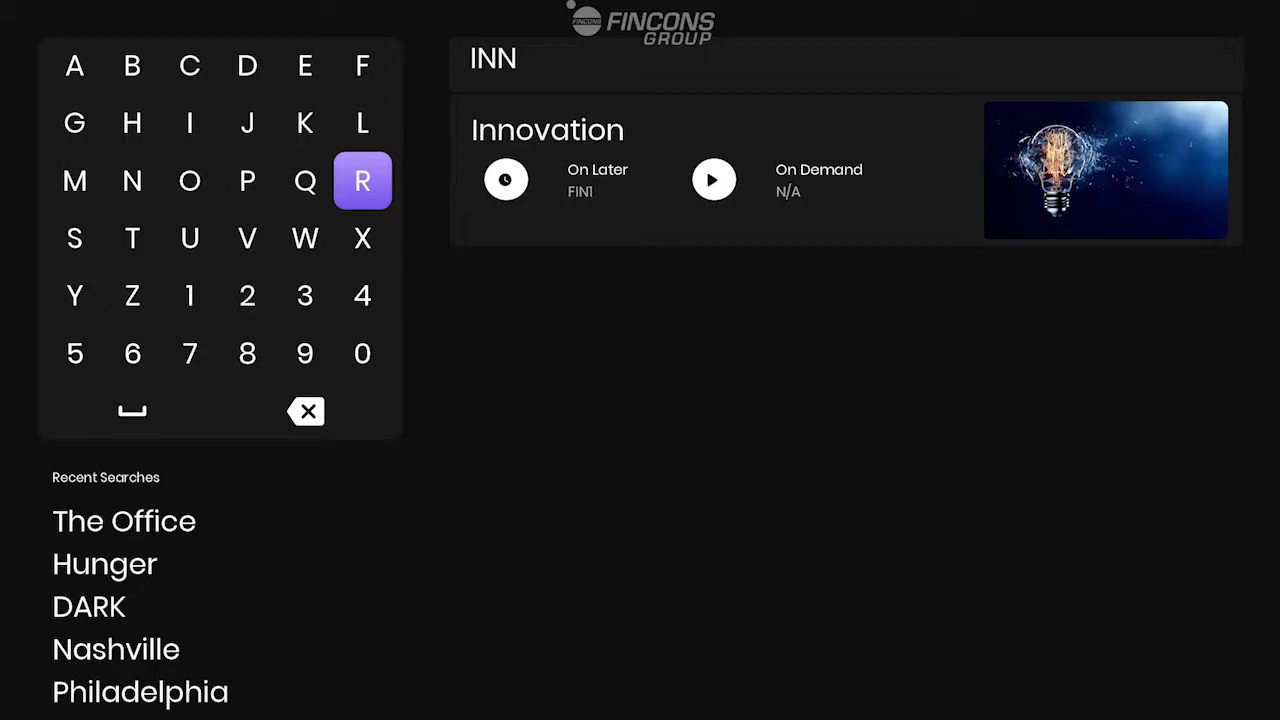 FINCONS
FINCONS
GROUP
A B C D E F
G H I J K L
M N O P Q R
S T U V W X
Y Z 1 2 3 4
5 6 7 8 9 0
Recent Searches
The Office
Hunger
DARK
Nashville
Philadelphia
INN
Innovation
On Later
FIN1
On Demand
N/A